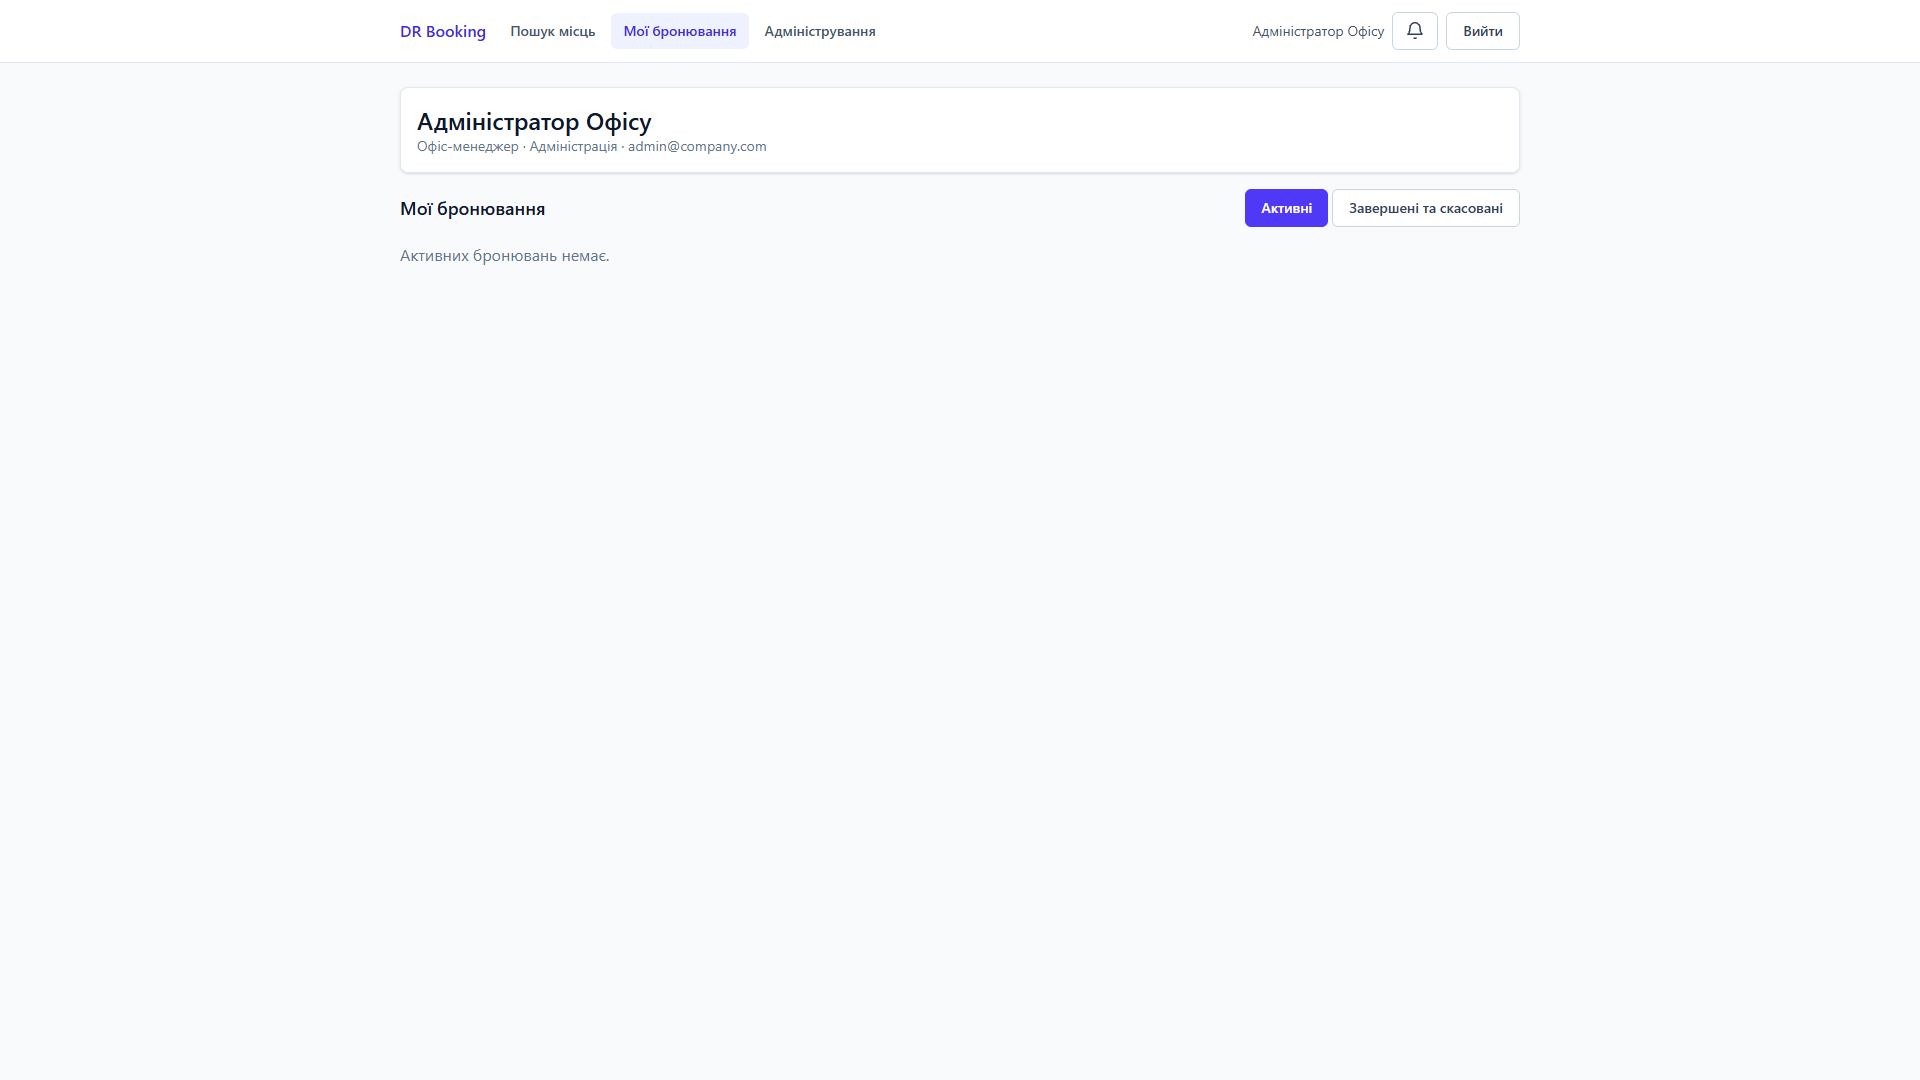 DR Booking Пошук місць Мої бронювання Адміністрування Адміністратор Офісу Вийти
Адміністратор Офісу
Офіс-менеджер · Адміністрація · admin@company.com
Мої бронювання Активні Завершені та скасовані
Активних бронювань немає.